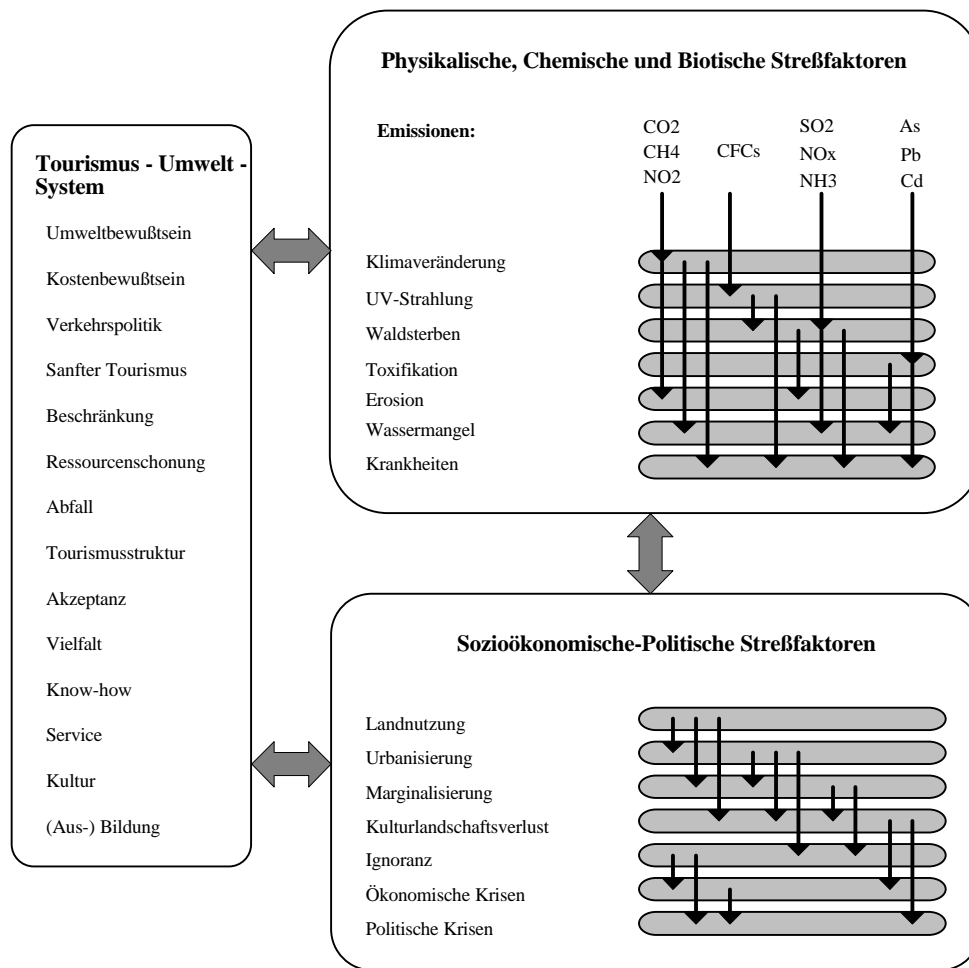 Physikalische, Chemische und Biotische Streßfaktoren
Emissionen:
CO2
CH4
NO2
CFCs
SO2
NOx
NH3
As
Pb
Cd
Klimaveränderung
UV-Strahlung
Waldsterben
Toxifikation
Erosion
Wassermangel
Krankheiten
Tourismus - Umwelt -
System
Umweltbewußtsein
Kostenbewußtsein
Verkehrspolitik
Sanfter Tourismus
Beschränkung
Ressourcenschonung
Abfall
Tourismusstruktur
Akzeptanz
Vielfalt
Know-how
Service
Kultur
(Aus-) Bildung
Sozioökonomische-Politische Streßfaktoren
Landnutzung
Urbanisierung
Marginalisierung
Kulturlandschaftsverlust
Ignoranz
Ökonomische Krisen
Politische Krisen